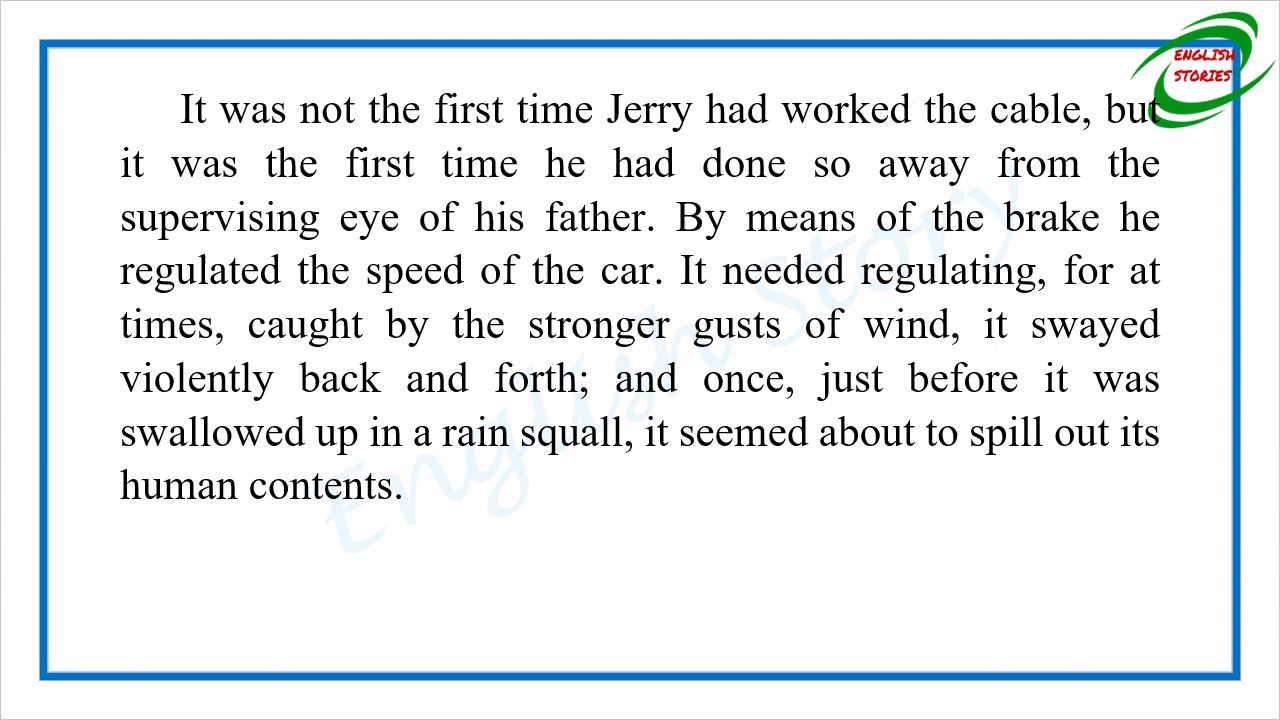 ENGLISH
STORIES
It was not the first time Jerry had worked the cable, but
it was the first time he had done so away from the
supervising eye of his father. By means of the brake he
regulated the speed of the car. It needed regulating, for at
times, caught by the stronger gusts of wind, it swayed
violently back and forth; and once, just before it was
swallowed up in a rain squall, it seemed about to spill out its
human contents.
English Story